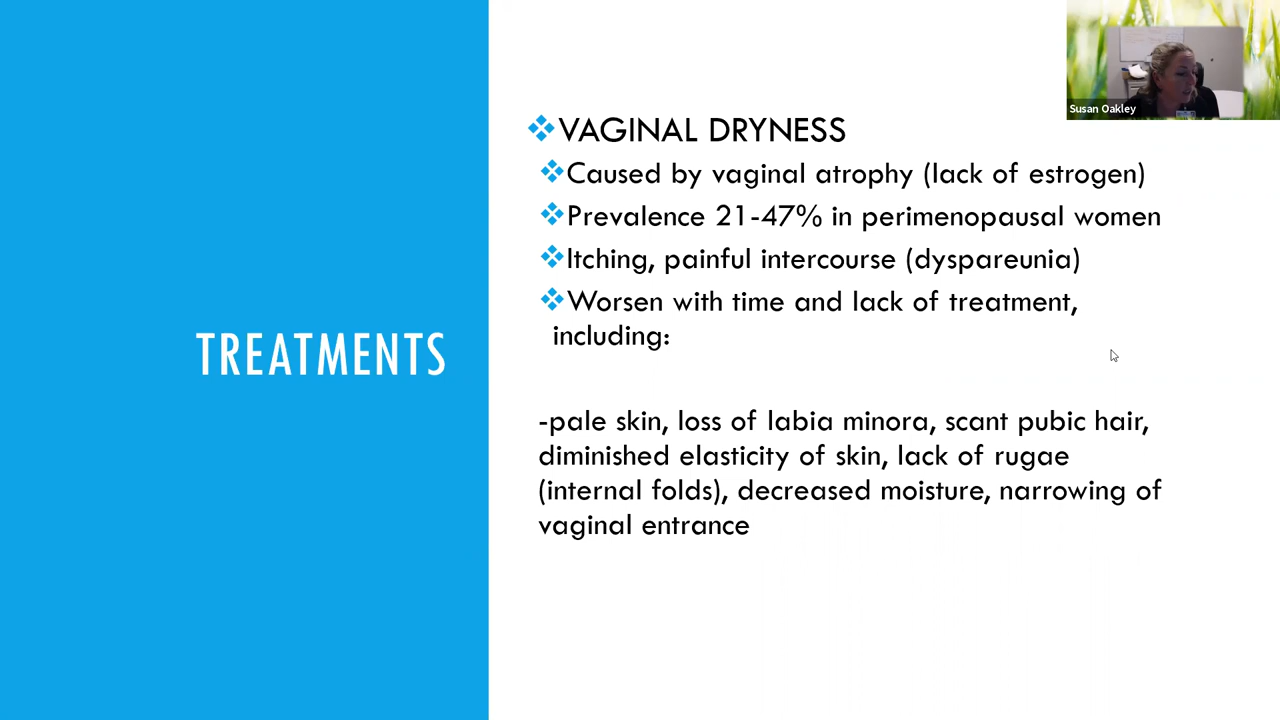 Susan Oakley
TREATMENTS
VAGINAL DRYNESS
Caused by vaginal atrophy (lack of estrogen)
Prevalence 21-47% in perimenopausal women
Itching, painful intercourse (dyspareunia)
Worsen with time and lack of treatment,
including:
-pale skin, loss of labia minora, scant pubic hair,
diminished elasticity of skin, lack of rugae
(internal folds), decreased moisture, narrowing of
vaginal entrance